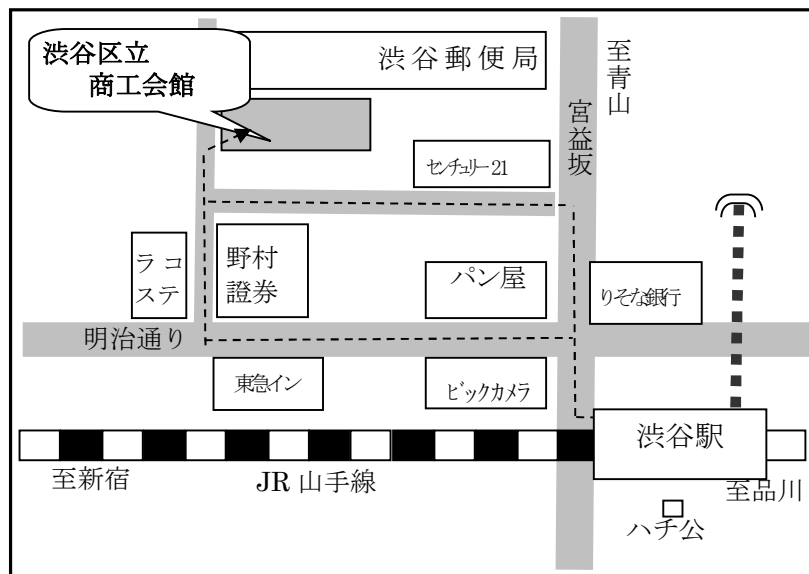 渋谷区立
商工会館
渋谷郵便局
至青山
宮益坂
センチュリー21
ラコ
ステ
野村
證券
パン屋
りそな銀行
明治通り
東急イン
ビックカメラ
渋谷駅
至新宿
JR山手線
至品川
ハチ公